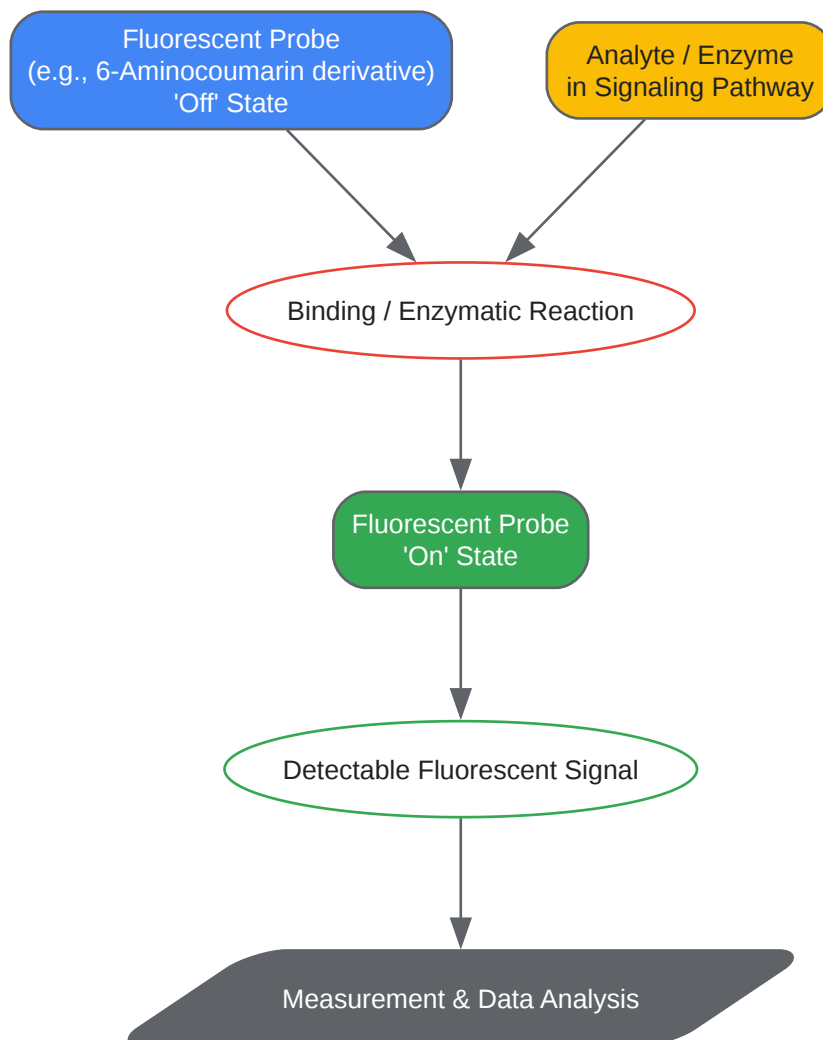 Fluorescent Probe
(e.g., 6-Aminocoumarin derivative)
'Off' State
Analyte / Enzyme
in Signaling Pathway
Binding / Enzymatic Reaction
Fluorescent Probe
'On' State
Detectable Fluorescent Signal
Measurement & Data Analysis